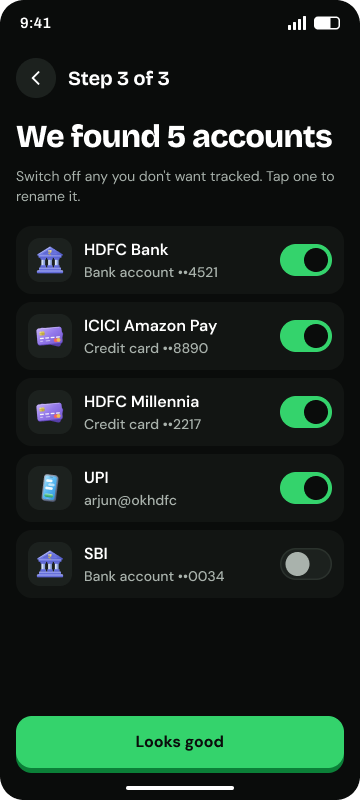 9:41
Step 3 of 3
We found 5 accounts
Switch off any you don't want tracked. Tap one to
rename it.
HDFC Bank
Bank account ••4521
ICICI Amazon Pay
Credit card ••8890
HDFC Millennia
Credit card ••2217
UPI
arjun@okhdfc
SBI
Bank account ••0034
Looks good